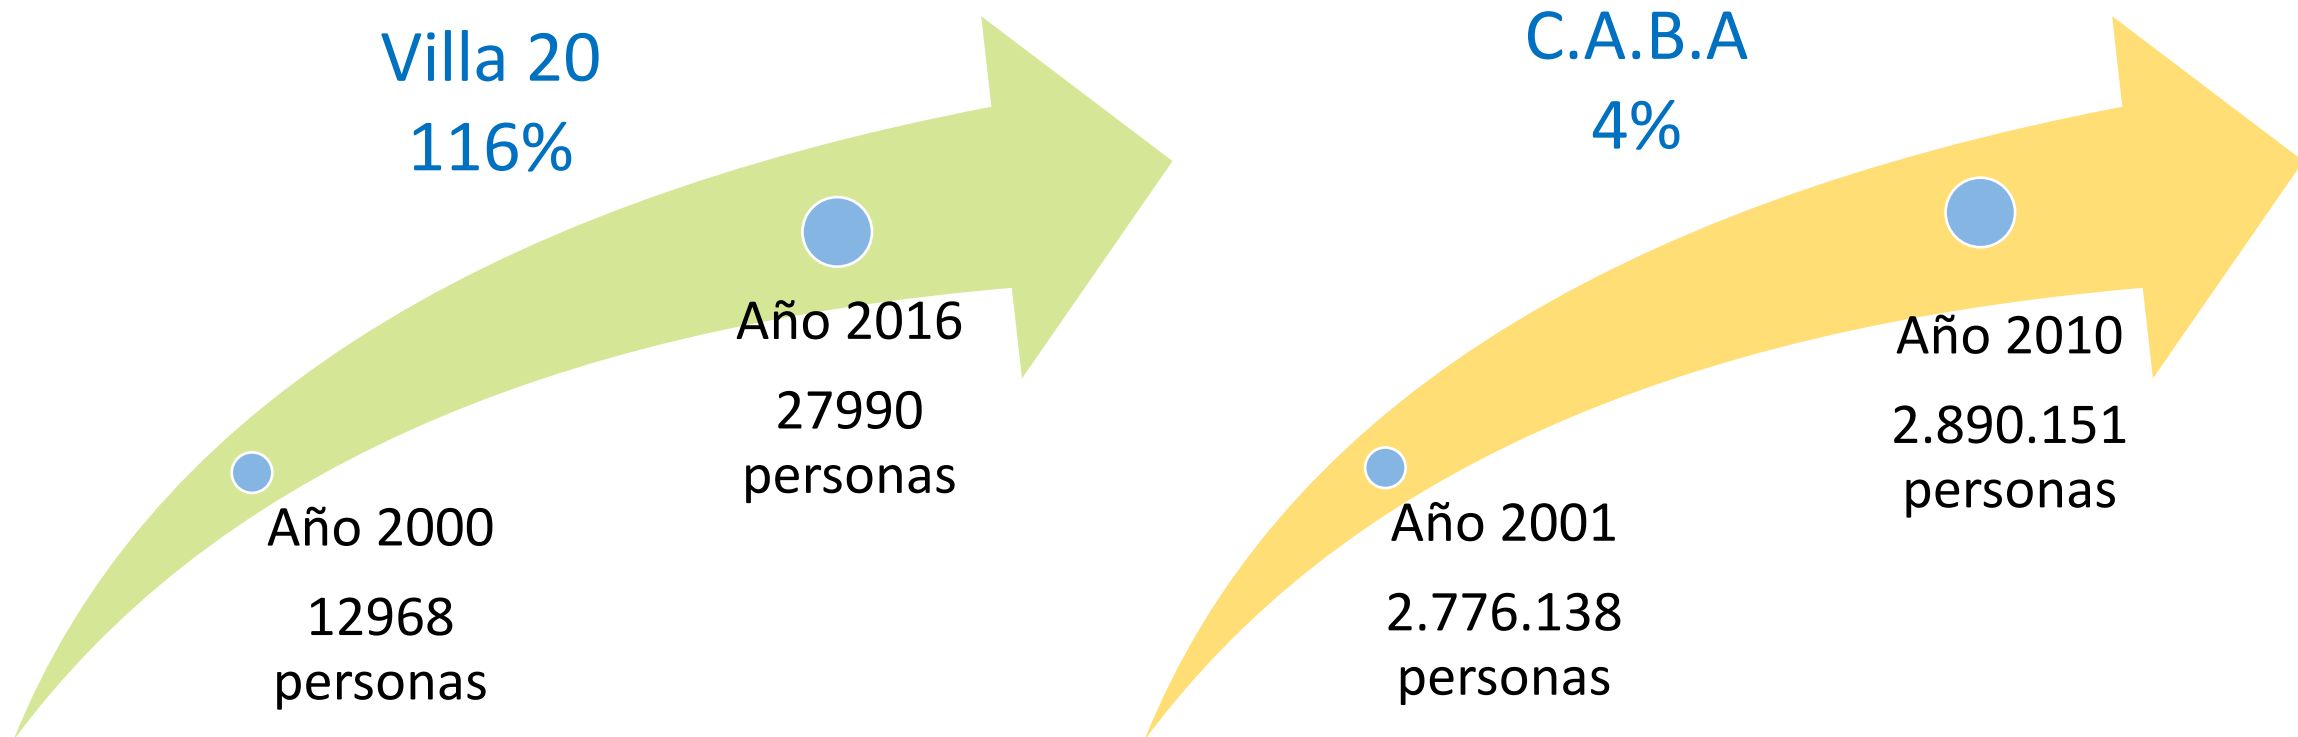 Villa 20
116%
Año 2016
27990
personas
Año 2000
12968
personas
C.A.B.A
4%
Año 2010
2.890.151
personas
Año 2001
2.776.138
personas